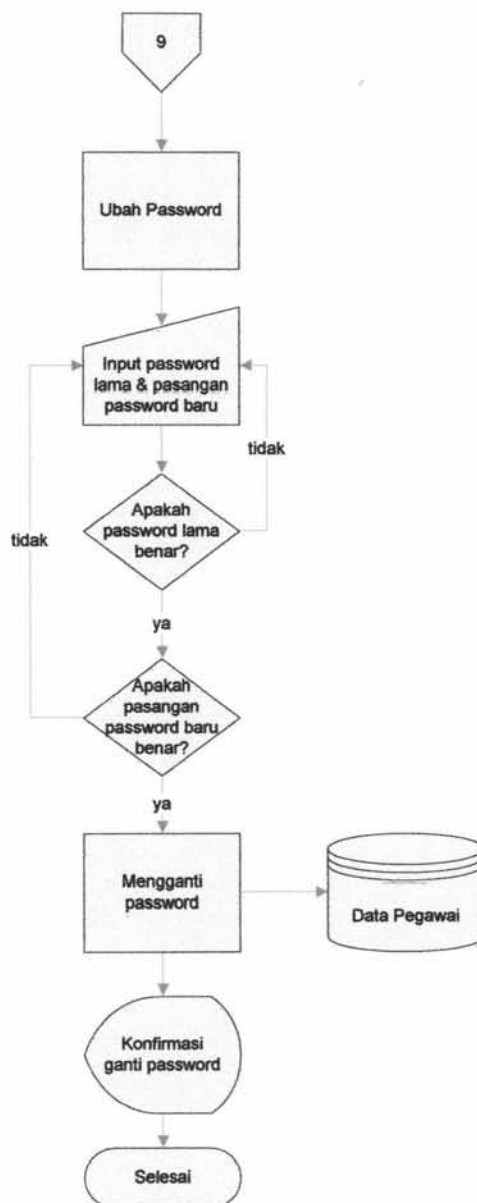 9
Ubah Password
Input password
lama & pasangan
password baru
tidak
Apakah
password lama
benar?
tidak
ya
Apakah
pasangan
password baru
benar?
ya
Mengganti
password
Data Pegawai
Konfirmasi
ganti password
Selesai